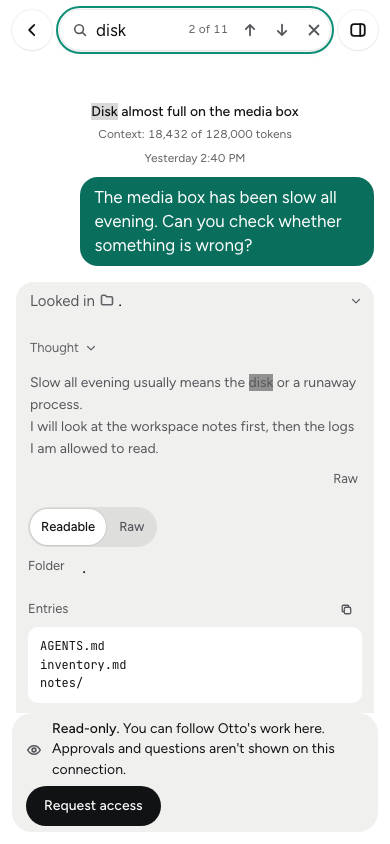 disk
2 of 11
Disk almost full on the media box
Context: 18,432 of 128,000 tokens
Yesterday 2:40 PM
The media box has been slow all
evening. Can you check whether
something is wrong?
Looked in .
Thought
Slow all evening usually means the disk or a runaway
process.
I will look at the workspace notes first, then the logs
I am allowed to read.
Raw
Readable
Raw
Folder .
Entries
AGENTS.md
inventory.md
notes/
Read-only. You can follow Otto's work here.
Approvals and questions aren't shown on this
connection.
Request access